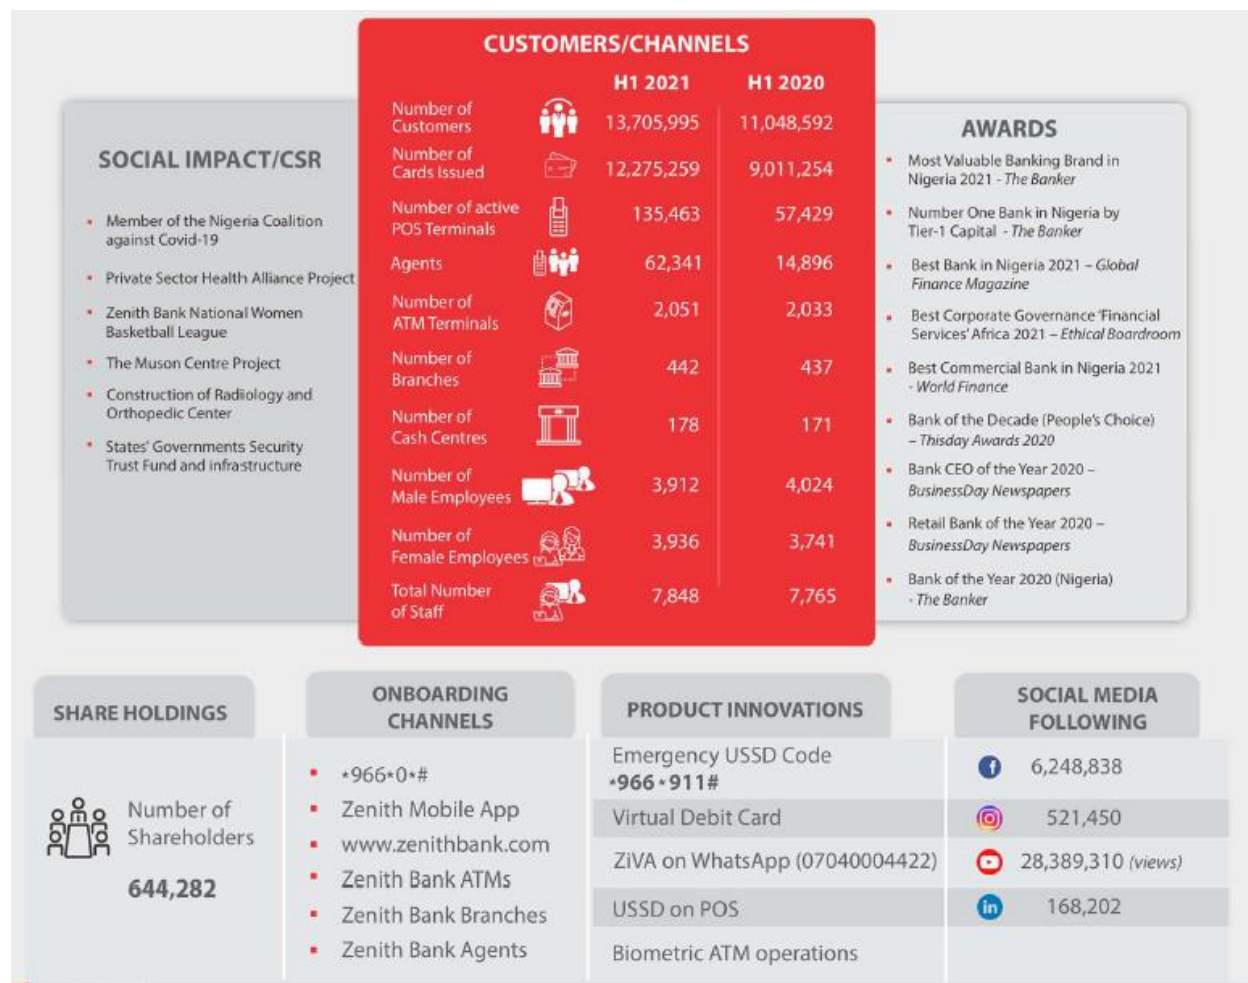 CUSTOMERS/CHANNELS
H1 2021 H1 2020
Number of
Customers
13,705,995 11,048,592
Number of
Cards Issued
12,275,259 9,011,254
Number of active
POS Terminals
135,463 57,429
Agents 62,341 14,896
Number of
ATM Terminals
2,051 2,033
Number of
Branches
442 437
Number of
Cash Centres
178 171
Number of
Male Employees
3,912 4,024
Number of
Female Employees
3,936 3,741
Total Number
of Staff
7,848 7,765
SOCIAL IMPACT/CSR
Member of the Nigeria Coalition
against Covid-19
Private Sector Health Alliance Project
Zenith Bank National Women
Basketball League
The Muson Centre Project
Construction of Radiology and
Orthopedic Center
States' Governments Security
Trust Fund and infrastructure
AWARDS
Most Valuable Banking Brand in
Nigeria 2021 - The Banker
Number One Bank in Nigeria by
Tier-1 Capital - The Banker
Best Bank in Nigeria 2021 – Global
Finance Magazine
Best Corporate Governance 'Financial
Services' Africa 2021 – Ethical Boardroom
Best Commercial Bank in Nigeria 2021
- World Finance
Bank of the Decade (People's Choice)
– Thisday Awards 2020
Bank CEO of the Year 2020 –
BusinessDay Newspapers
Retail Bank of the Year 2020 –
BusinessDay Newspapers
Bank of the Year 2020 (Nigeria)
- The Banker
SHARE HOLDINGS
Number of
Shareholders
644,282
ONBOARDING
CHANNELS
*966*0*#
Zenith Mobile App
www.zenithbank.com
Zenith Bank ATMs
Zenith Bank Branches
Zenith Bank Agents
PRODUCT INNOVATIONS
Emergency USSD Code
*966*911#
Virtual Debit Card
ZiVA on WhatsApp (07040004422)
USSD on POS
Biometric ATM operations
SOCIAL MEDIA
FOLLOWING
6,248,838
521,450
28,389,310 (views)
in 168,202